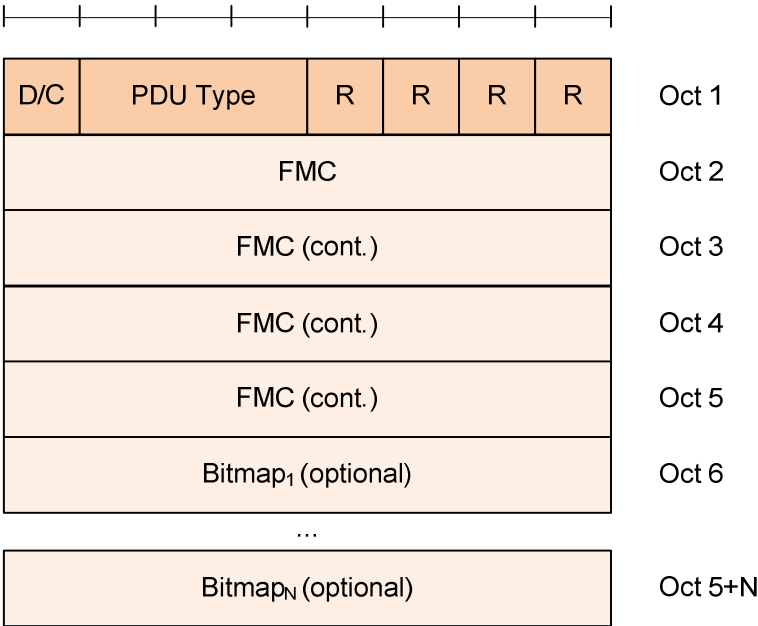 D/C PDU Type R R R R Oct 1
FMC Oct 2
FMC (cont.) Oct 3
FMC (cont.) Oct 4
FMC (cont.) Oct 5
Bitmap₁ (optional) Oct 6
...
Bitmap_N (optional) Oct 5+N